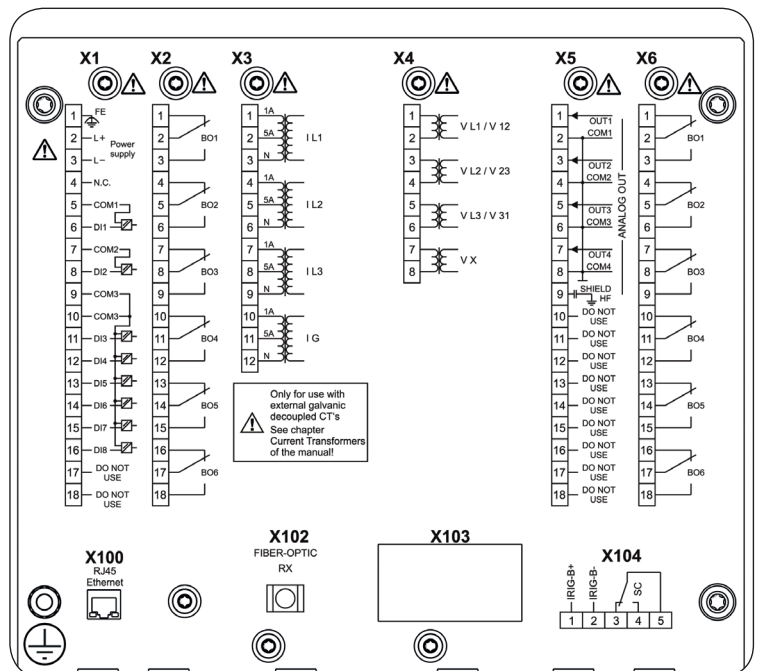 X1 X2 X3 X4 X5 X6
1 FE
2 L+ Power
supply
3 L–
4 N.C.
5 COM1
6 DI1
7 COM2
8 DI2
9 COM3
10 COM3
11 DI3
12 DI4
13 DI5
14 DI6
15 DI7
16 DI8
17 DO NOT
USE
18 DO NOT
USE
1
2 BO1
3
4
5 BO2
6
7
8 BO3
9
10
11 BO4
12
13
14 BO5
15
16
17 BO6
18
1 1A
2 5A I L1
3 N
4 1A
5 5A I L2
6 N
7 1A
8 5A I L3
9 N
10 1A
11 5A I G
12 N
Only for use with
external galvanic
decoupled CT's
See chapter
Current Transformers
of the manual!
1
2 V L1 / V 12
3
4 V L2 / V 23
5
6 V L3 / V 31
7
8 V X
1 OUT1
2 COM1
3 OUT2
4 COM2
5 OUT3
6 COM3
7 OUT4
8 COM4
ANALOG OUT
9 SHIELD
HF
10 DO NOT
USE
11 DO NOT
USE
12 DO NOT
USE
13 DO NOT
USE
14 DO NOT
USE
15 DO NOT
USE
16 DO NOT
USE
17 DO NOT
USE
18 DO NOT
USE
1
2 BO1
3
4
5 BO2
6
7
8 BO3
9
10
11 BO4
12
13
14 BO5
15
16
17 BO6
18
X100
RJ45
Ethernet
X102
FIBER-OPTIC
RX
X103
X104
IRIG-B+
IRIG-B-
SC
1 2 3 4 5